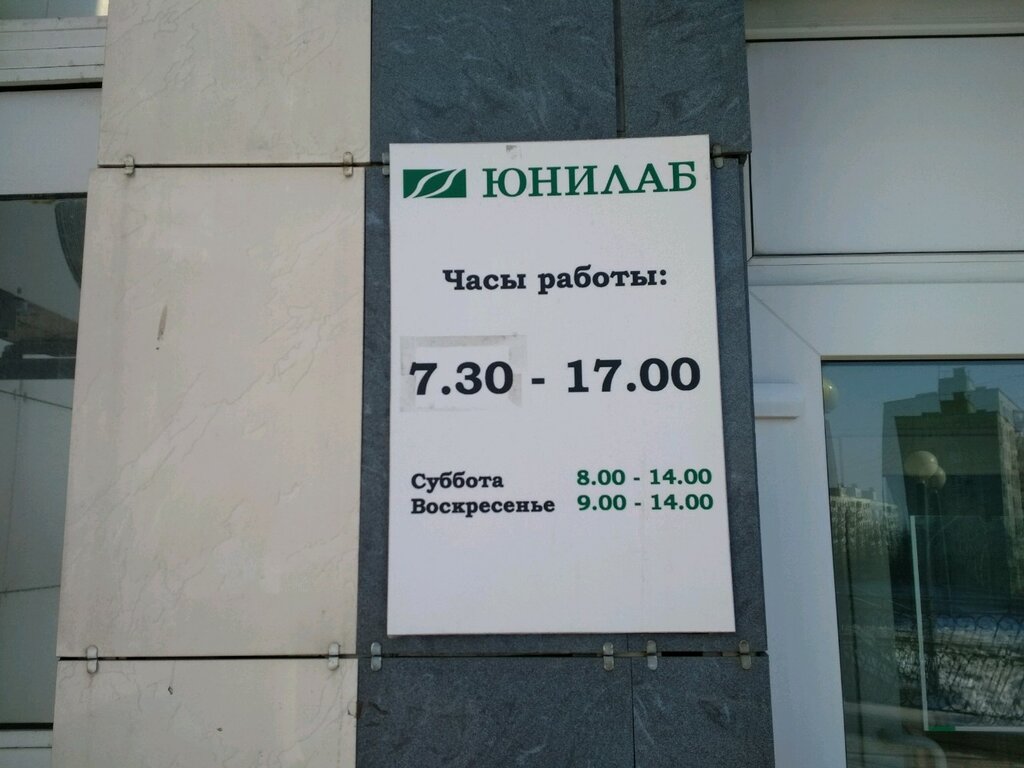 ЮНИЛАБ
Часы работы:
7.30 - 17.00
Суббота 8.00 - 14.00
Воскресенье 9.00 - 14.00